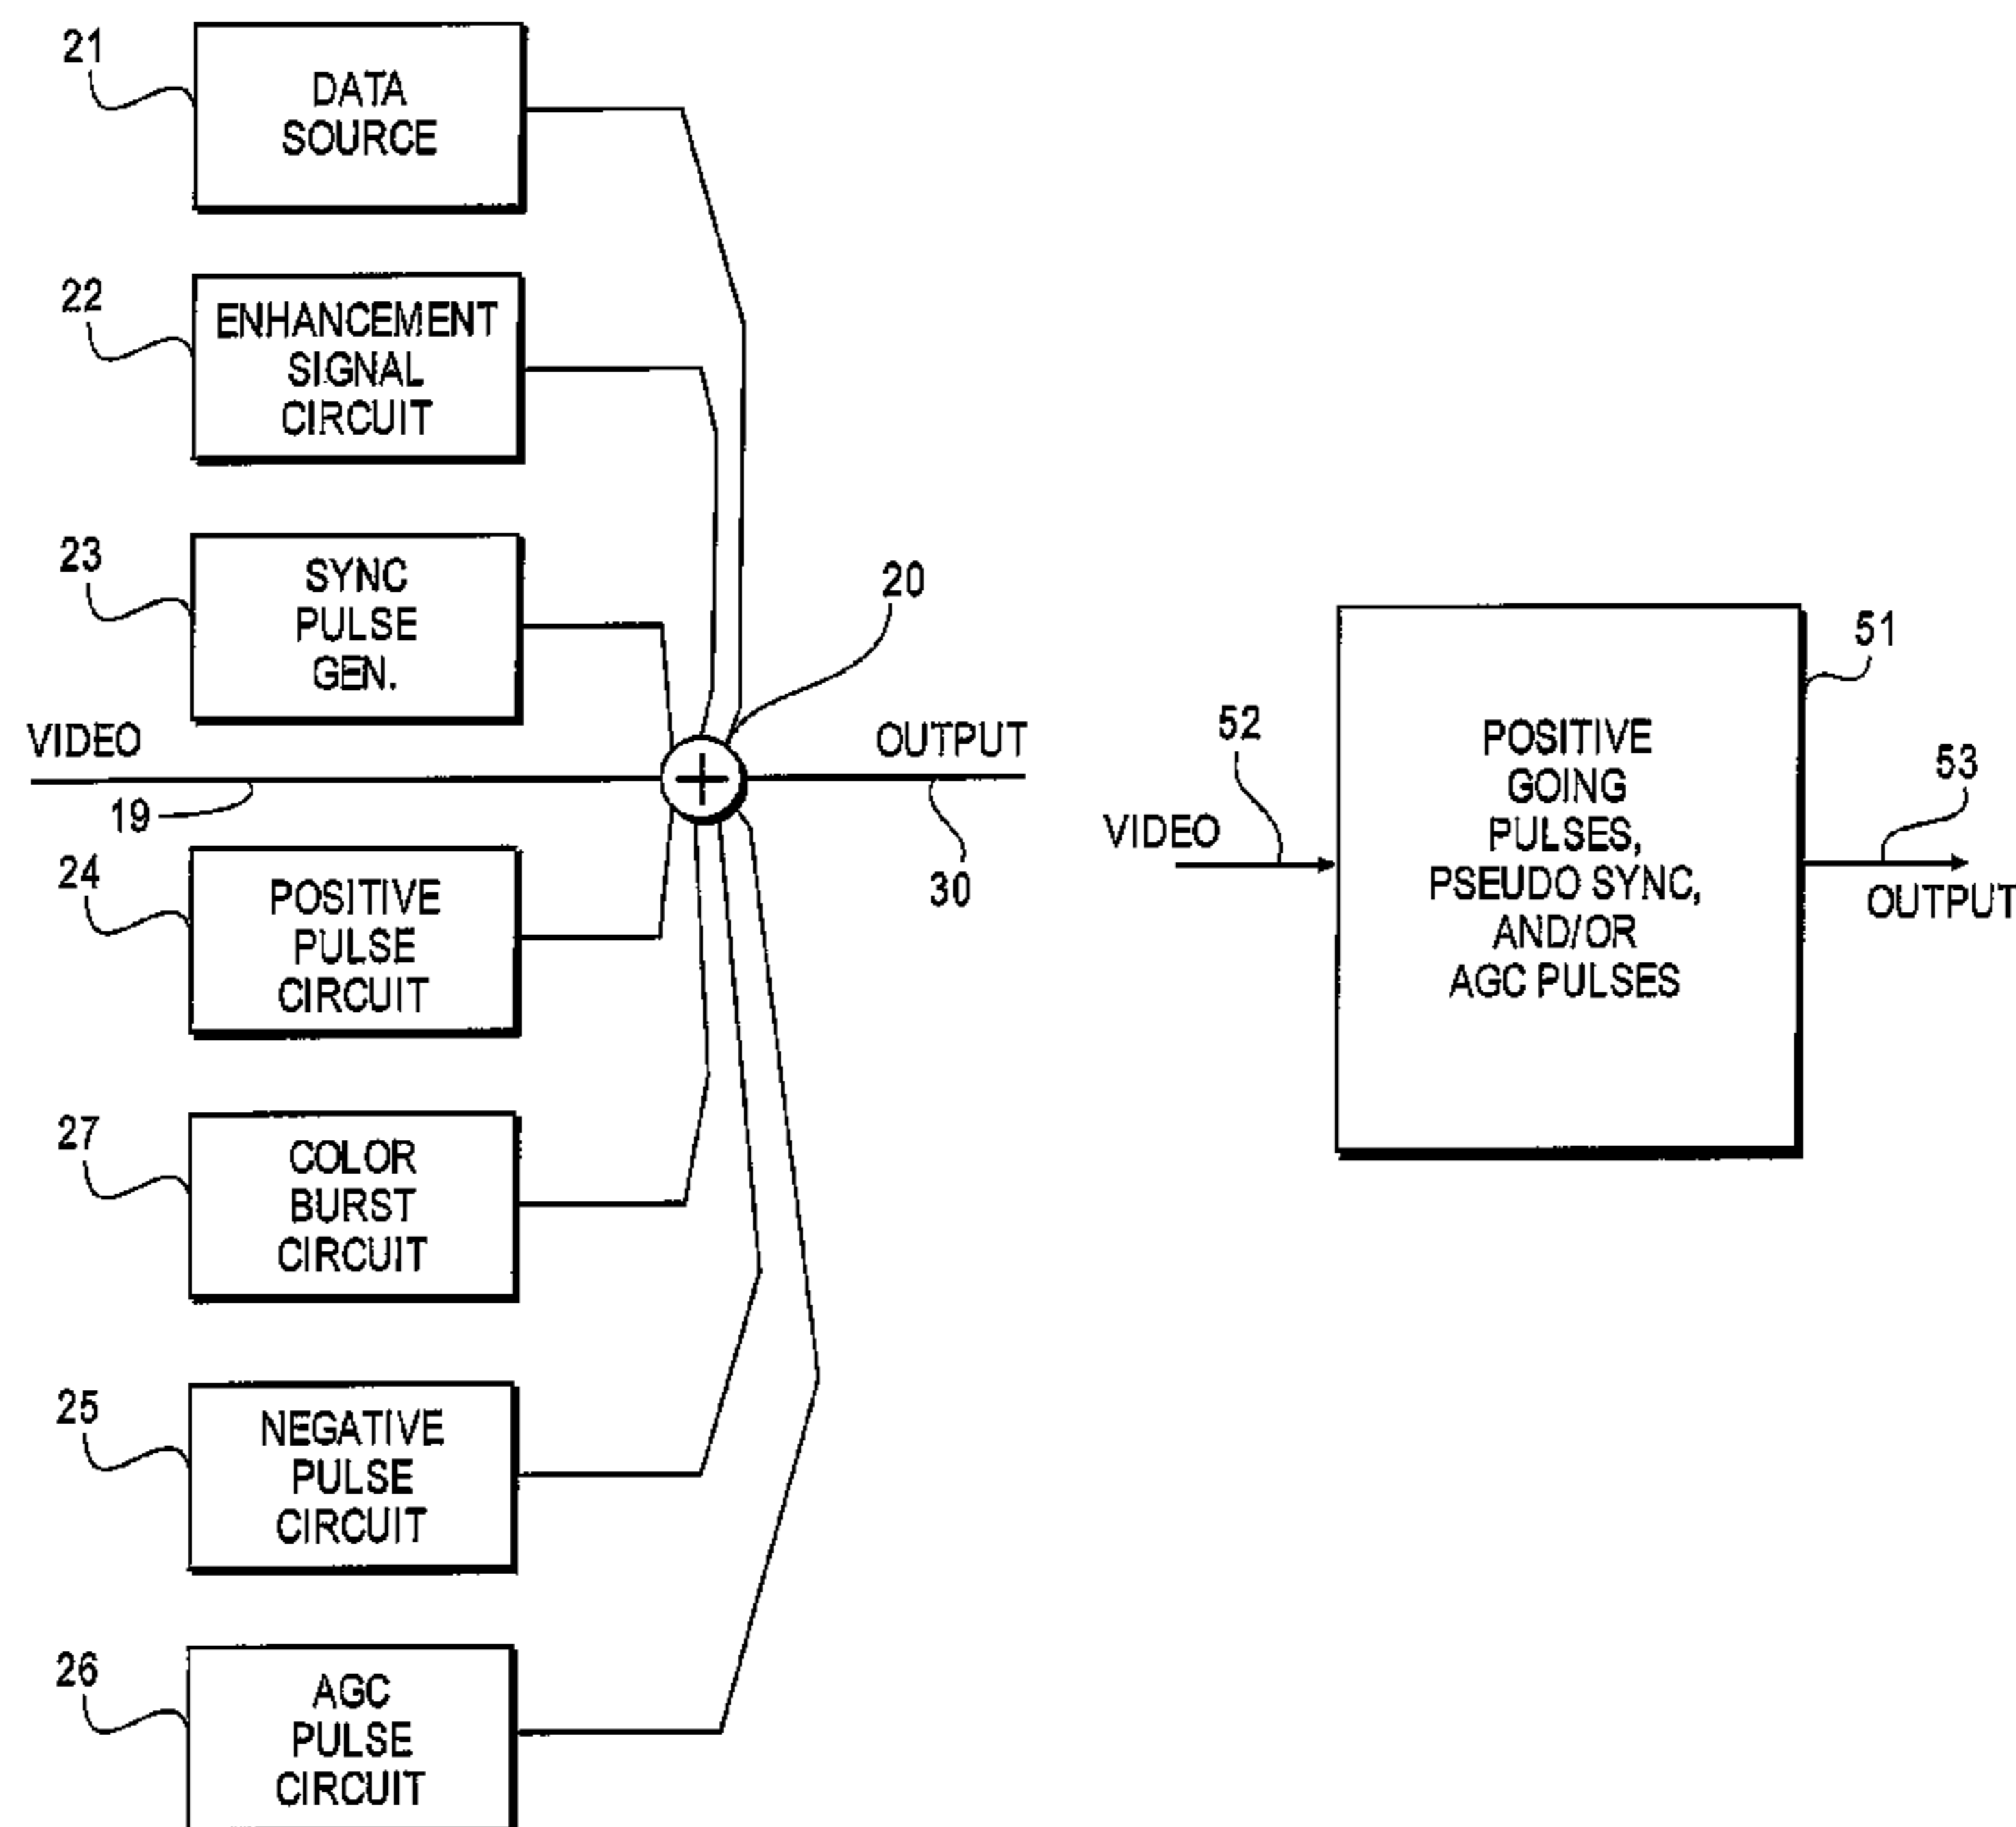 21
DATA
SOURCE
22
ENHANCEMENT
SIGNAL
CIRCUIT
23
SYNC
PULSE
GEN.
20
VIDEO
19
OUTPUT
30
24
POSITIVE
PULSE
CIRCUIT
27
COLOR
BURST
CIRCUIT
25
NEGATIVE
PULSE
CIRCUIT
26
AGC
PULSE
CIRCUIT
51
52
VIDEO
POSITIVE
GOING
PULSES,
PSEUDO SYNC,
AND/OR
AGC PULSES
53
OUTPUT